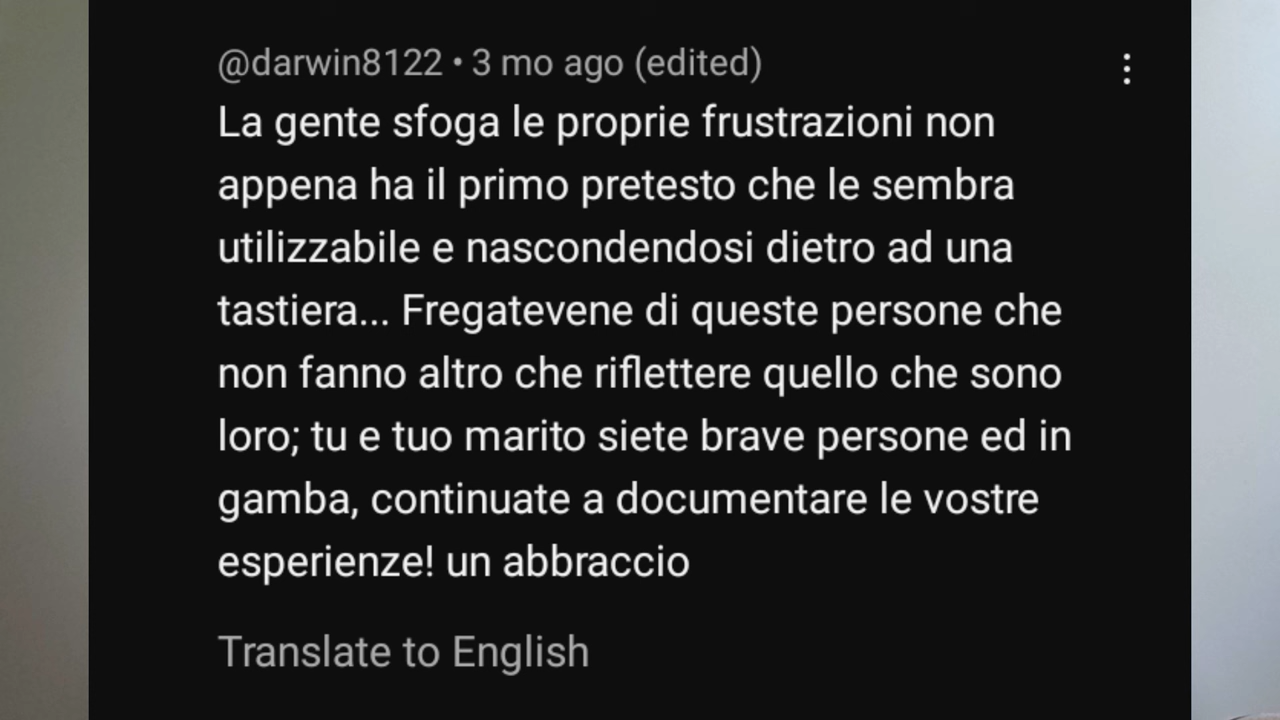 @darwin8122 • 3 mo ago (edited)
La gente sfoga le proprie frustrazioni non
appena ha il primo pretesto che le sembra
utilizzabile e nascondendosi dietro ad una
tastiera... Fregatevene di queste persone che
non fanno altro che riflettere quello che sono
loro; tu e tuo marito siete brave persone ed in
gamba, continuate a documentare le vostre
esperienze! un abbraccio
Translate to English